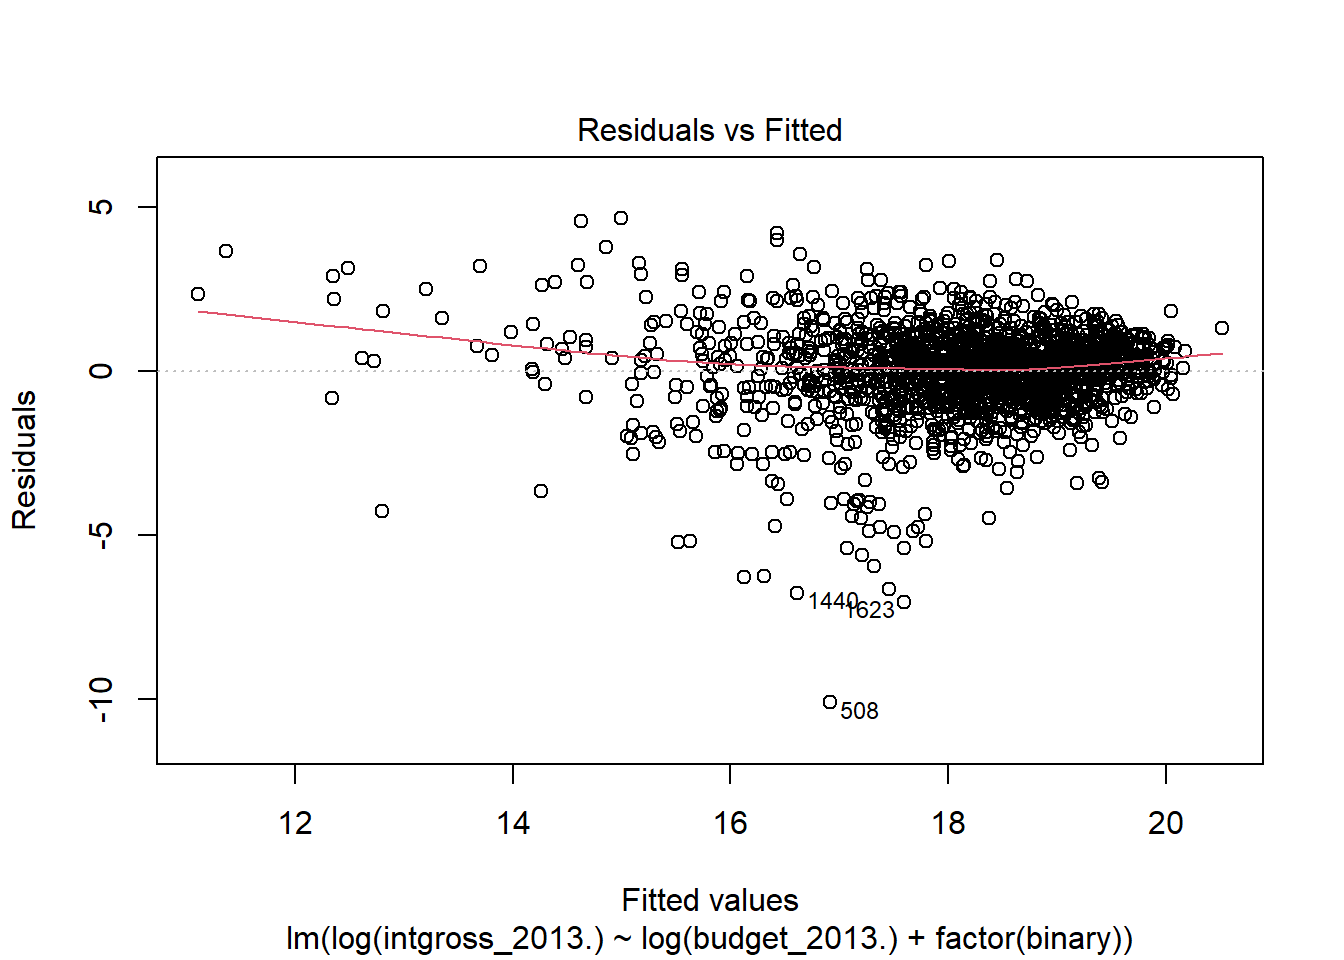 Residuals vs Fitted
Residuals
5
0
-5
-10
1440
1623
508
12 14 16 18 20
Fitted values
lm(log(intgross_2013.) ~ log(budget_2013.) + factor(binary))